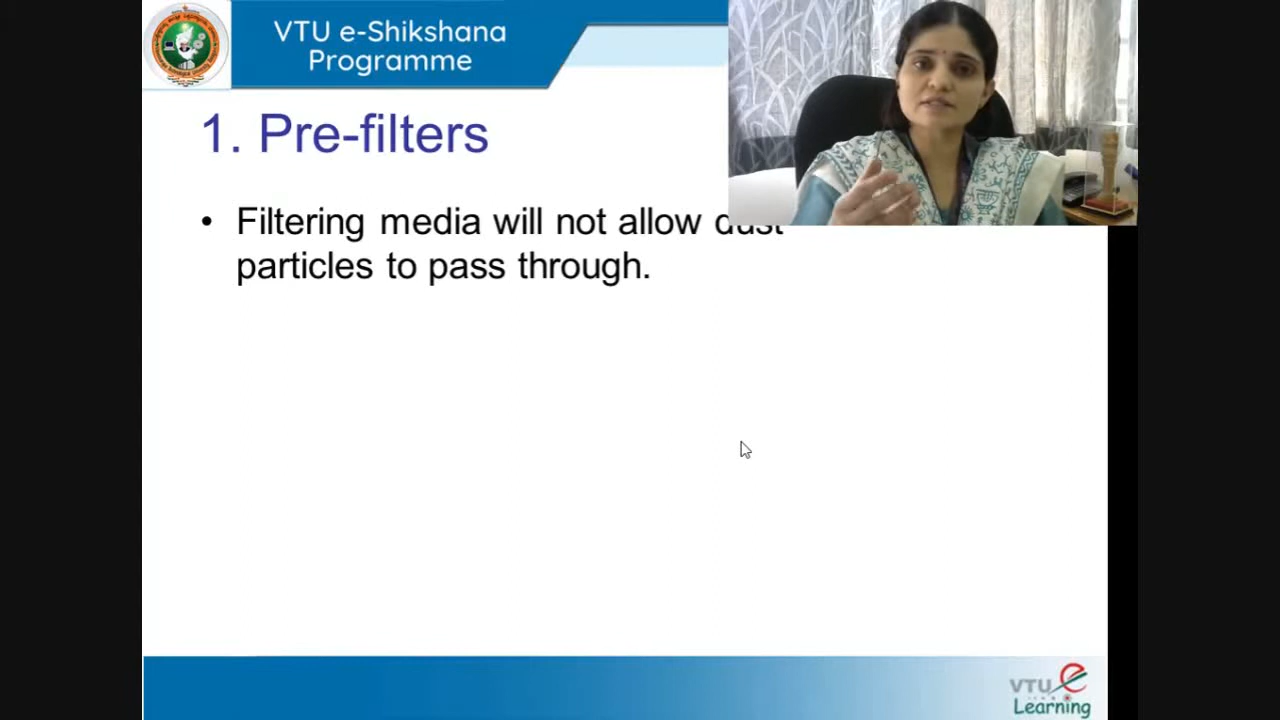 VTU e-Shikshana
Programme
1. Pre-filters
• Filtering media will not allow dust
particles to pass through.
VTU e
Learning